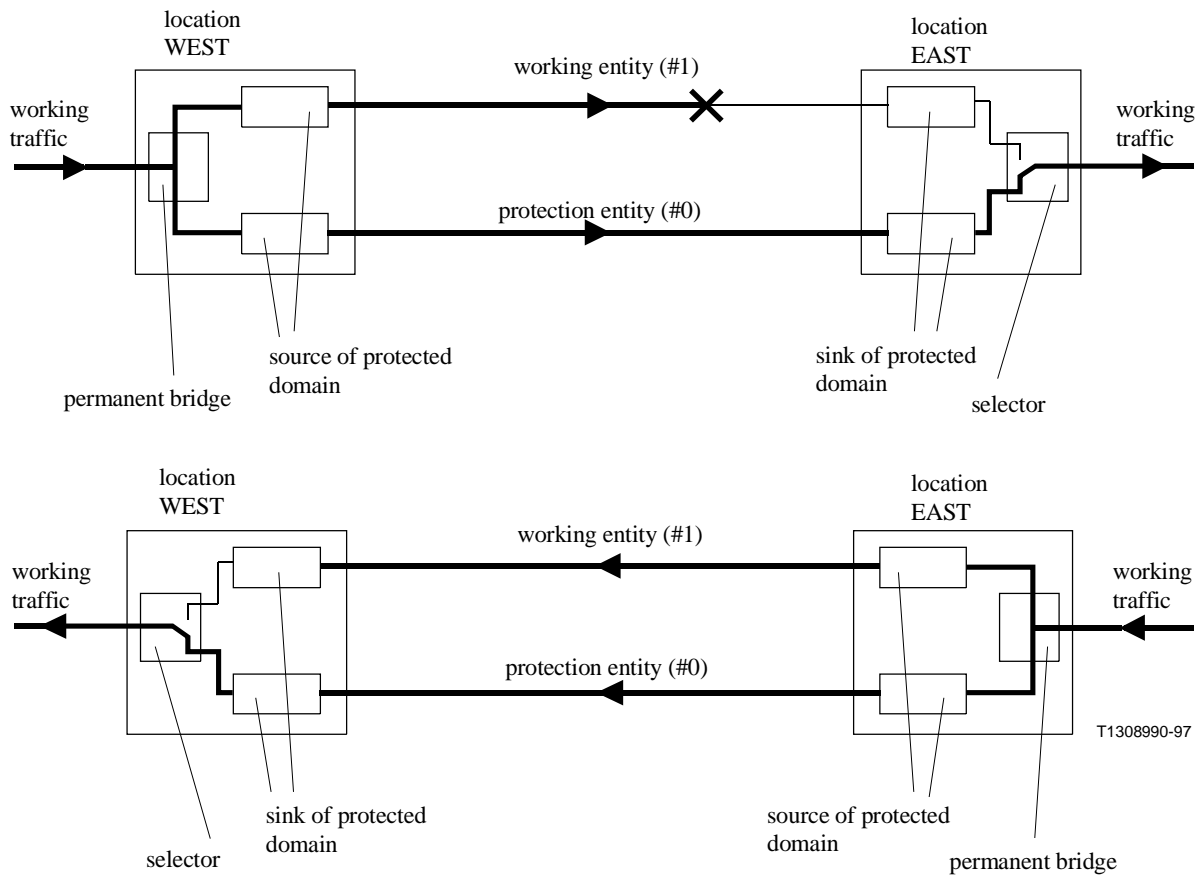 location
WEST
location
EAST
working entity (#1)
working
traffic
working
traffic
protection entity (#0)
source of protected
domain
sink of protected
domain
permanent bridge
selector
location
WEST
location
EAST
working entity (#1)
working
traffic
working
traffic
protection entity (#0)
T1308990-97
sink of protected
domain
source of protected
domain
selector
permanent bridge